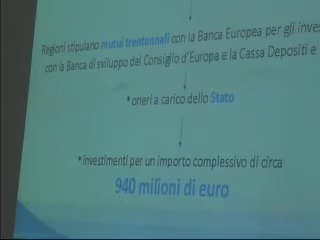 Regioni stipulano mutui trentennali con la Banca Europea per gli
con la Banca di sviluppo del Consiglio d'Europa e la Cassa Depositi e
• oneri a carico dello Stato
• investimenti per un importo complessivo di circa
940 milioni di euro